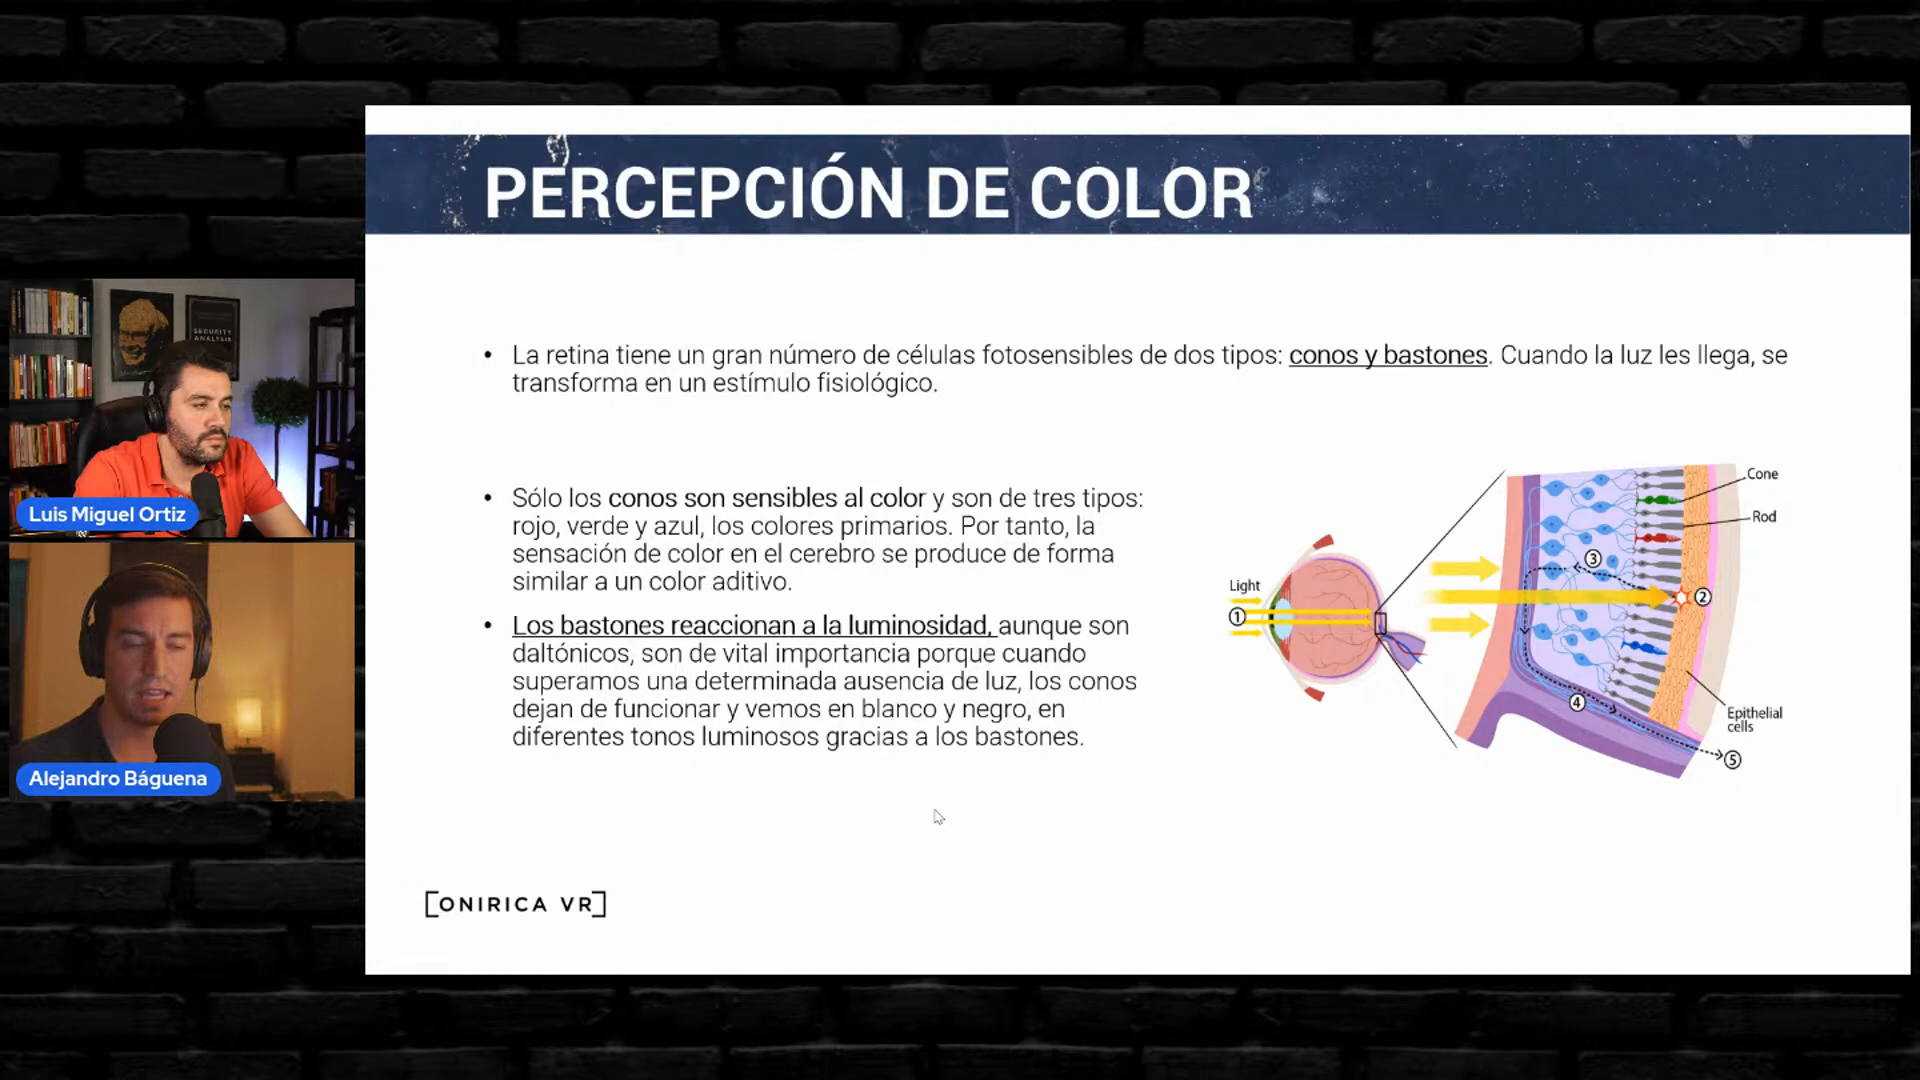 PERCEPCIÓN DE COLOR
• La retina tiene un gran número de células fotosensibles de dos tipos: conos y bastones. Cuando la luz les llega, se
transforma en un estímulo fisiológico.
• Sólo los conos son sensibles al color y son de tres tipos:
rojo, verde y azul, los colores primarios. Por tanto, la
sensación de color en el cerebro se produce de forma
similar a un color aditivo.
• Los bastones reaccionan a la luminosidad, aunque son
daltónicos, son de vital importancia porque cuando
superamos una determinada ausencia de luz, los conos
dejan de funcionar y vemos en blanco y negro, en
diferentes tonos luminosos gracias a los bastones.
Light
1
Cone
Rod
3
2
4
Epithelial
cells
5
[ONIRICA VR]
SECURITY
ANALYSIS
Luis Miguel Ortiz
Alejandro Báguena